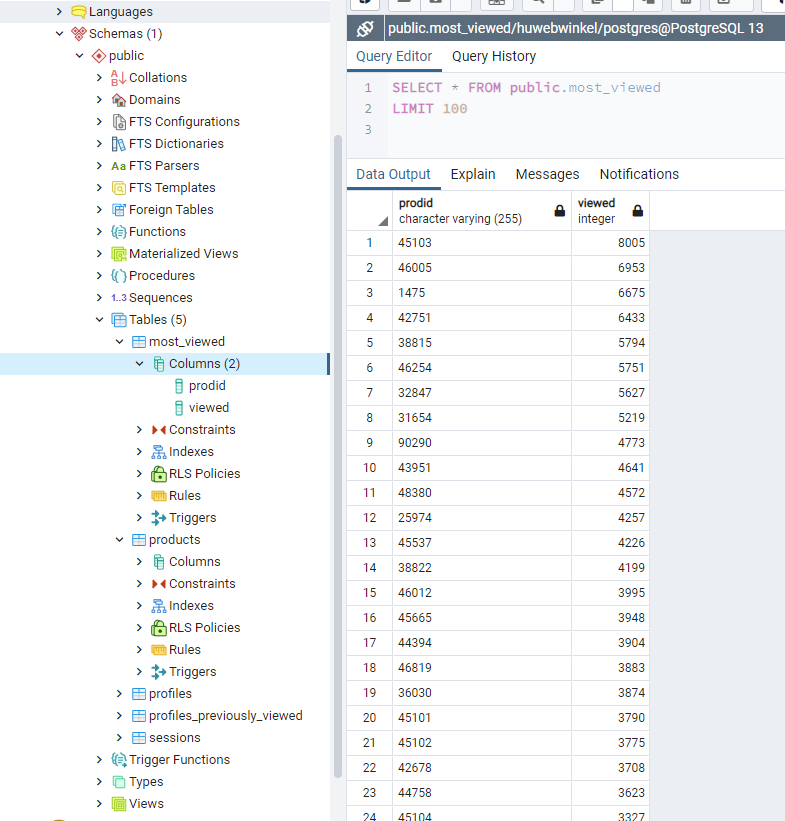 Languages
Schemas (1)
public
Collations
Domains
FTS Configurations
FTS Dictionaries
Aa FTS Parsers
FTS Templates
Foreign Tables
Functions
Materialized Views
Procedures
1..3 Sequences
Tables (5)
most_viewed
Columns (2)
prodid
viewed
Constraints
Indexes
RLS Policies
Rules
Triggers
products
Columns
Constraints
Indexes
RLS Policies
Rules
Triggers
profiles
profiles_previously_viewed
sessions
Trigger Functions
Types
Views
public.most_viewed/huwebwinkel/postgres@PostgreSQL 13
Query Editor Query History
1 SELECT * FROM public.most_viewed
2 LIMIT 100
3
Data Output Explain Messages Notifications
prodid viewed
character varying (255) integer
1 45103 8005
2 46005 6953
3 1475 6675
4 42751 6433
5 38815 5794
6 46254 5751
7 32847 5627
8 31654 5219
9 90290 4773
10 43951 4641
11 48380 4572
12 25974 4257
13 45537 4226
14 38822 4199
15 46012 3995
16 45665 3948
17 44394 3904
18 46819 3883
19 36030 3874
20 45101 3790
21 45102 3775
22 42678 3708
23 44758 3623
24 45104 3327